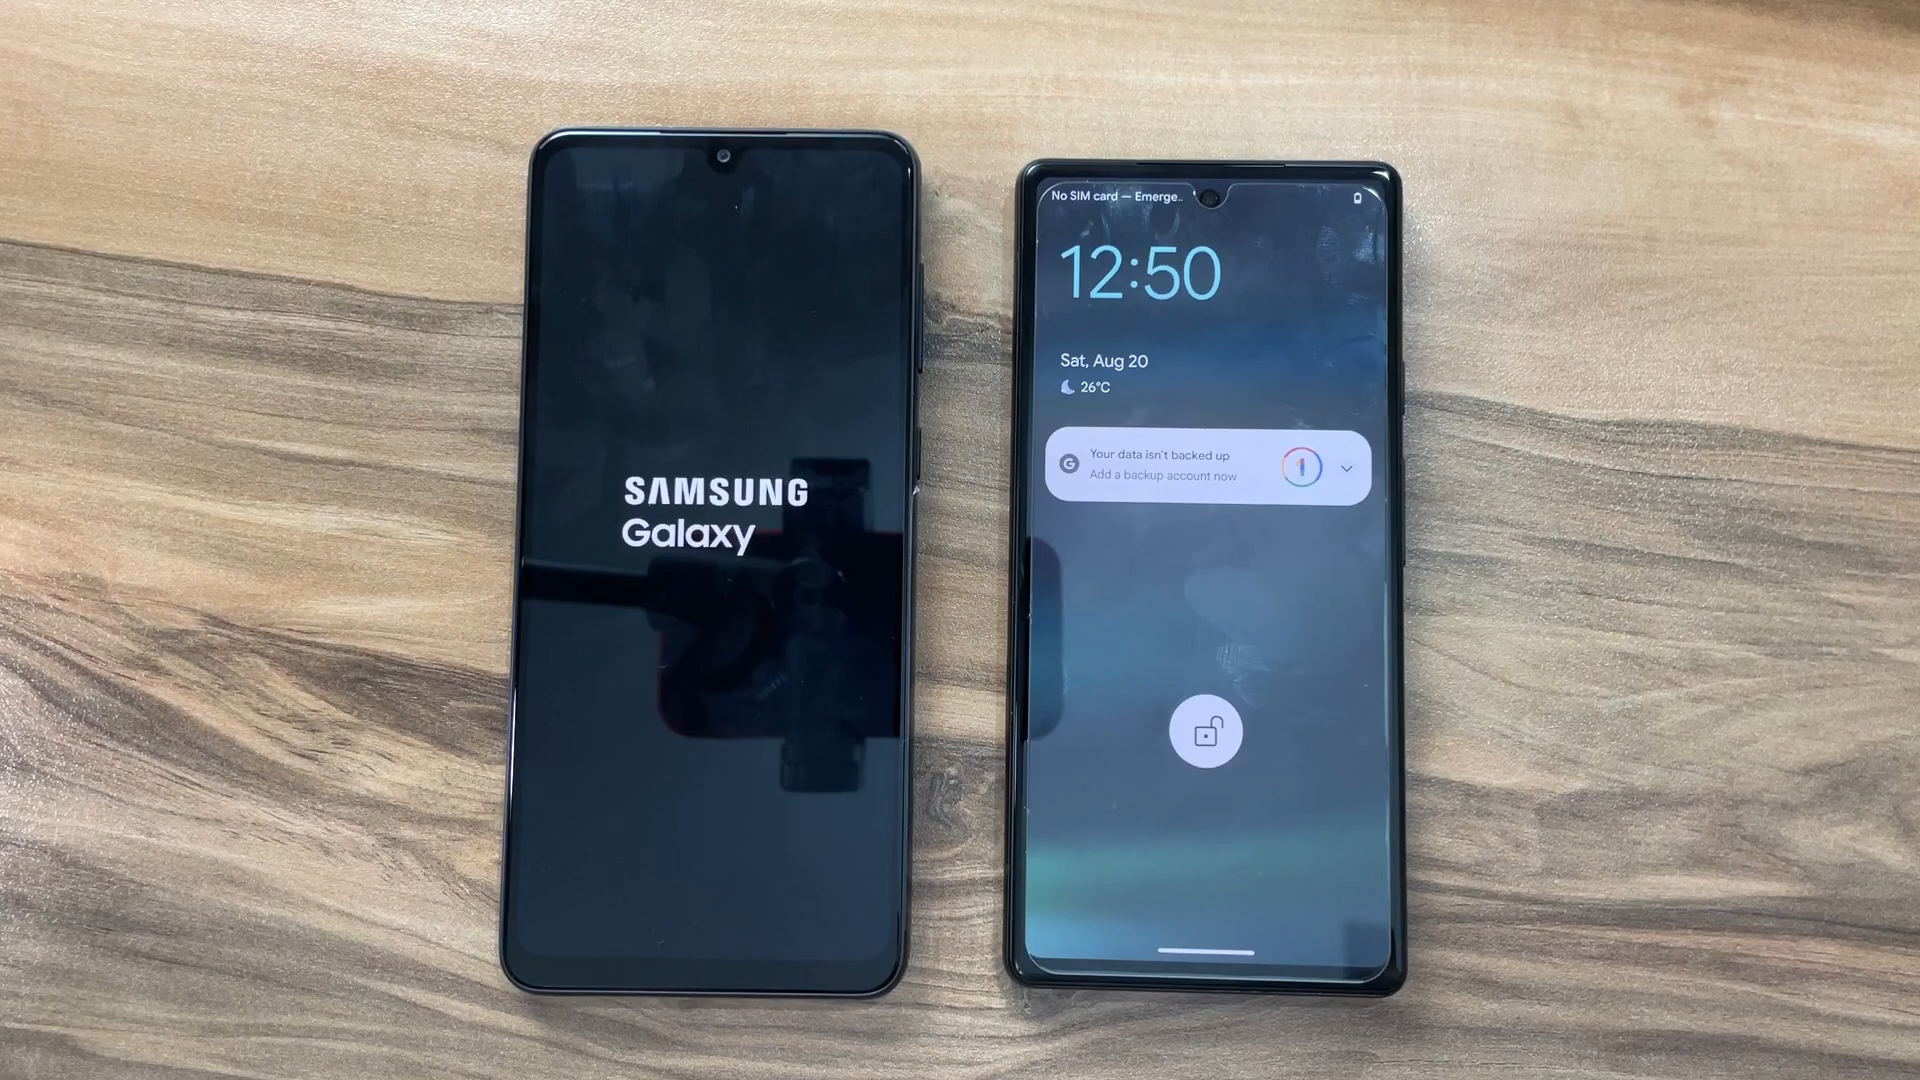 SAMSUNG
Galaxy
No SIM card — Emerge..
12:50
Sat, Aug 20
26°C
G
Your data isn't backed up
Add a backup account now
1